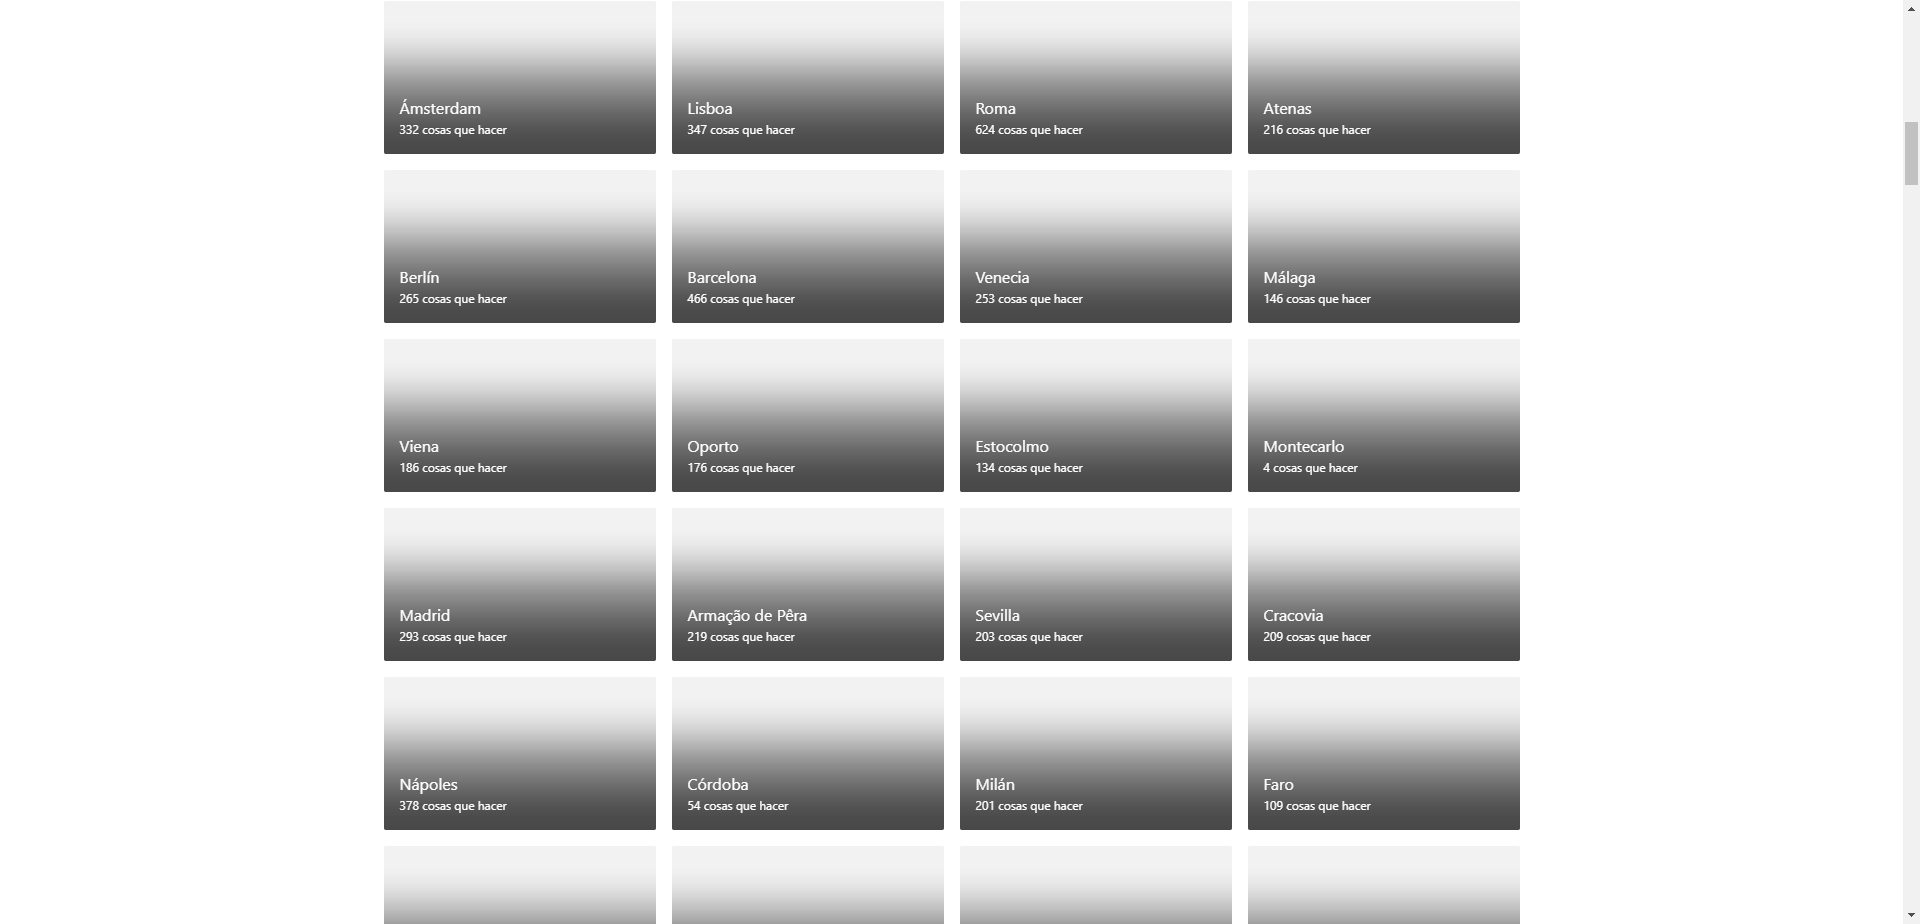 Ámsterdam
332 cosas que hacer
Lisboa
347 cosas que hacer
Roma
624 cosas que hacer
Atenas
216 cosas que hacer
Berlín
265 cosas que hacer
Barcelona
466 cosas que hacer
Venecia
253 cosas que hacer
Málaga
146 cosas que hacer
Viena
186 cosas que hacer
Oporto
176 cosas que hacer
Estocolmo
134 cosas que hacer
Montecarlo
4 cosas que hacer
Madrid
293 cosas que hacer
Armação de Pêra
219 cosas que hacer
Sevilla
203 cosas que hacer
Cracovia
209 cosas que hacer
Nápoles
378 cosas que hacer
Córdoba
54 cosas que hacer
Milán
201 cosas que hacer
Faro
109 cosas que hacer